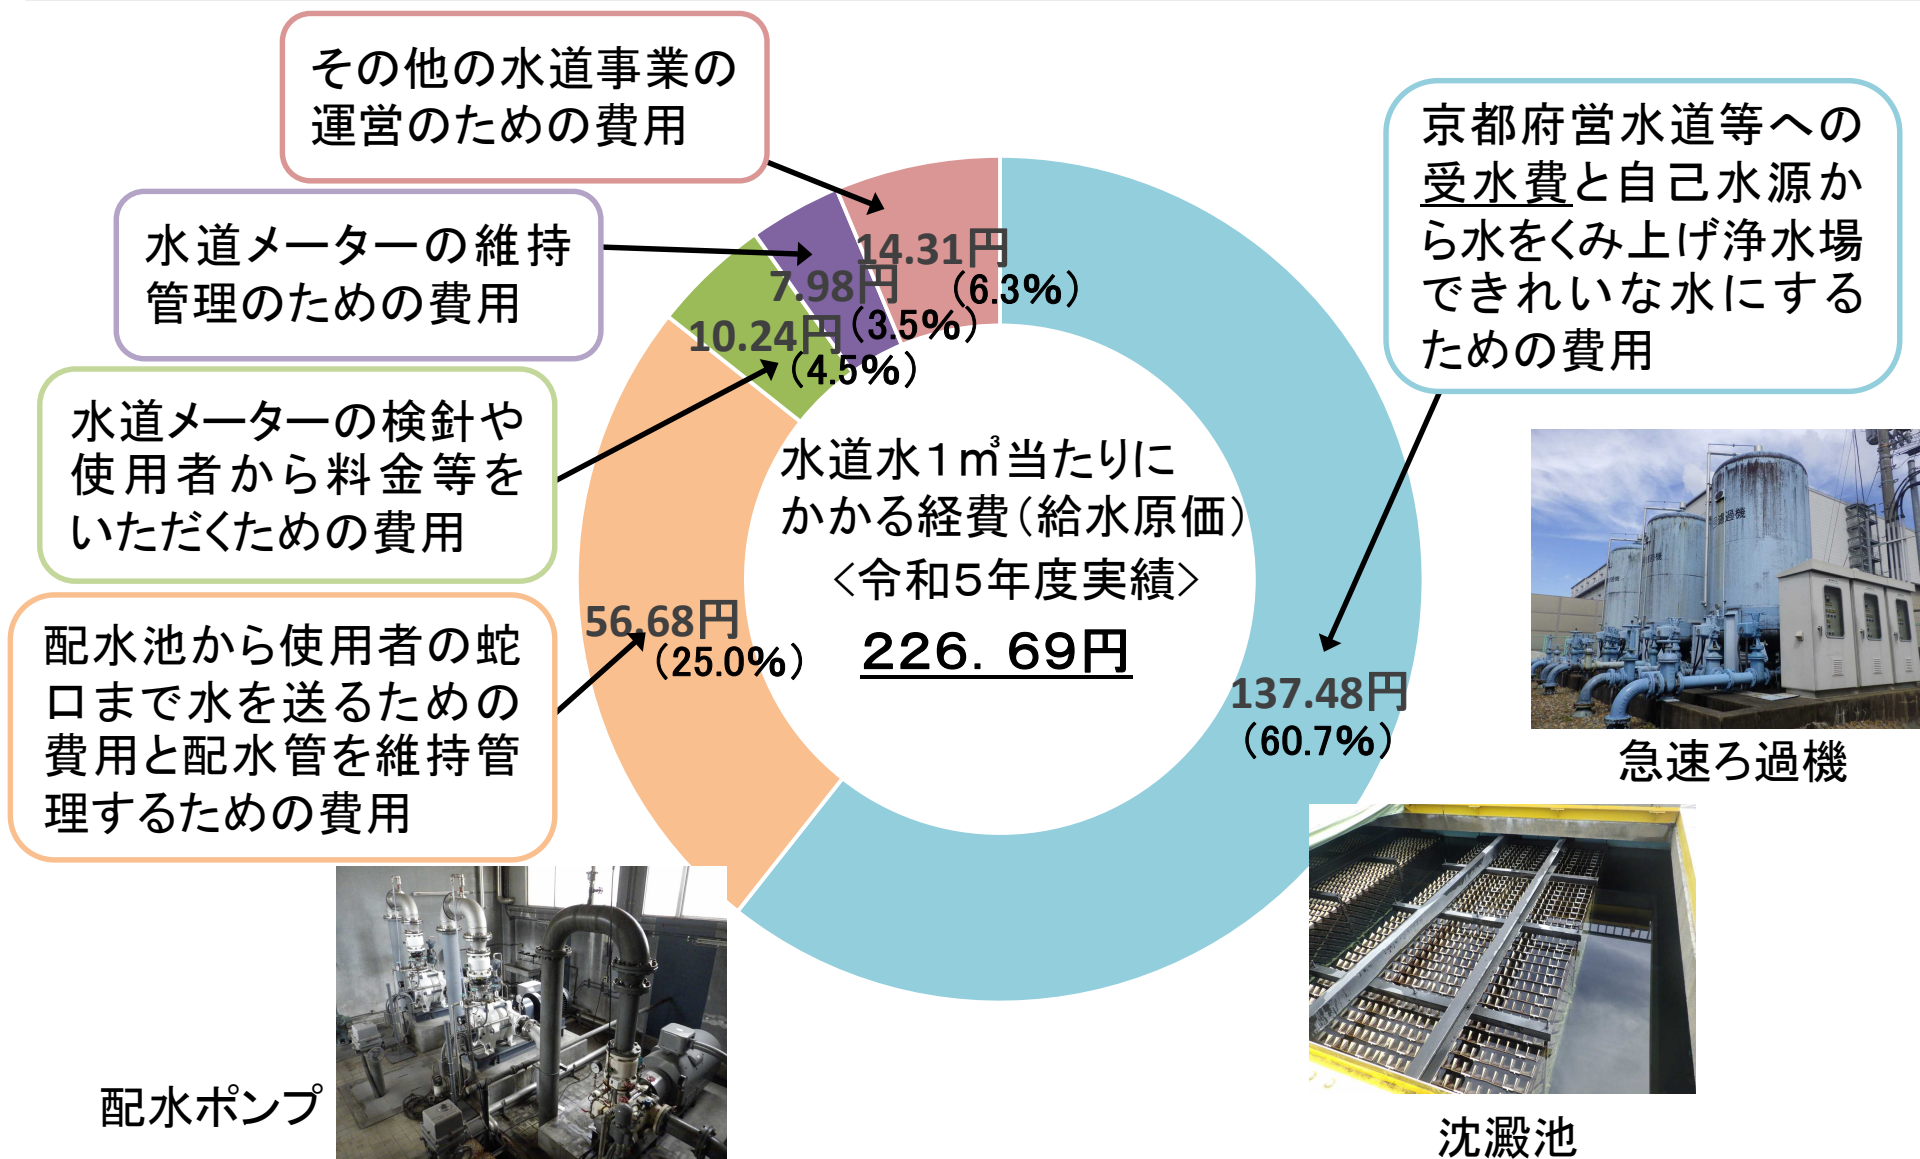 その他の水道事業の
運営のための費用
水道メーターの維持
管理のための費用
水道メーターの検針や
使用者から料金等を
いただくための費用
配水池から使用者の蛇
口まで水を送るための
費用と配水管を維持管
理するための費用
京都府営水道等への
受水費と自己水源か
ら水をくみ上げ浄水場
できれいな水にする
ための費用
14.31円
(6.3%)
7.98円
(3.5%)
10.24円
(4.5%)
56.68円
(25.0%)
137.48円
(60.7%)
水道水1㎥当たりに
かかる経費(給水原価)
<令和5年度実績>
226.69円
急速ろ過機
沈澱池
配水ポンプ